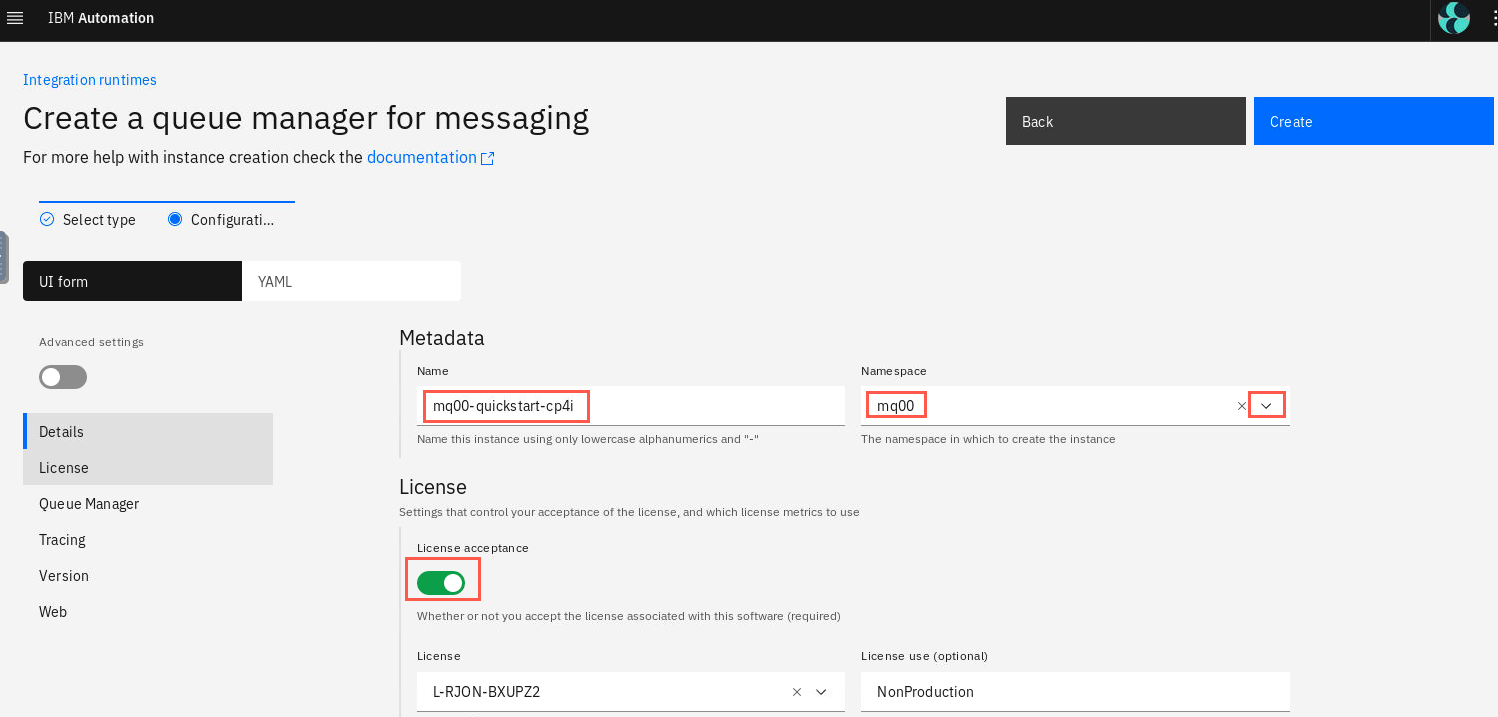 IBM Automation
Integration runtimes
Create a queue manager for messaging
Back
Create
For more help with instance creation check the documentation
Select type
Configurati...
UI form
YAML
Advanced settings
Details
License
Queue Manager
Tracing
Version
Web
Metadata
Name
Namespace
mq00-quickstart-cp4i
mq00
Name this instance using only lowercase alphanumerics and "-"
The namespace in which to create the instance
License
Settings that control your acceptance of the license, and which license metrics to use
License acceptance
Whether or not you accept the license associated with this software (required)
License
License use (optional)
L-RJON-BXUPZ2
NonProduction